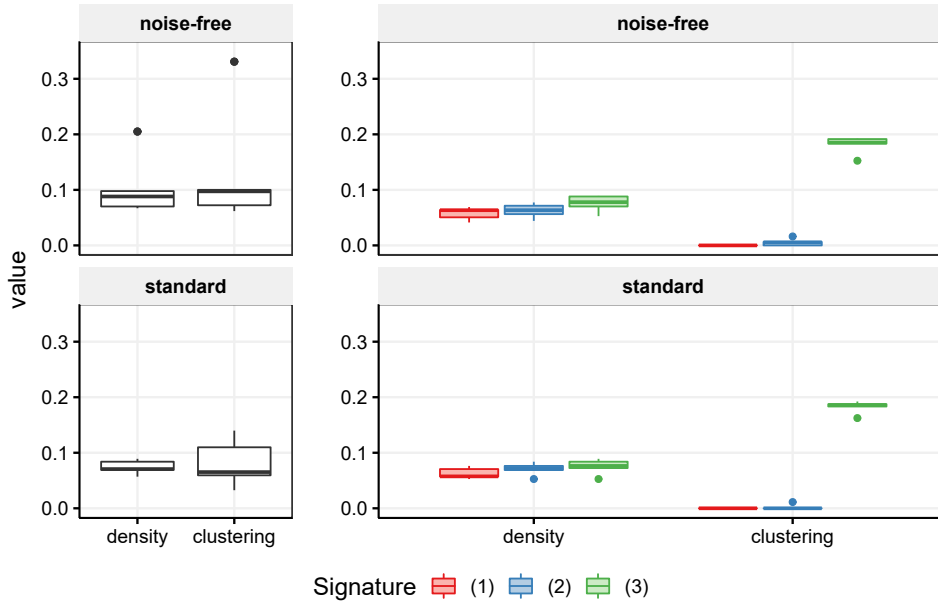 noise-free
noise-free
0.3
0.2
0.1
0.0
0.3
0.2
0.1
0.0
value
standard
standard
0.3
0.2
0.1
0.0
0.3
0.2
0.1
0.0
density clustering
density clustering
Signature (1) (2) (3)